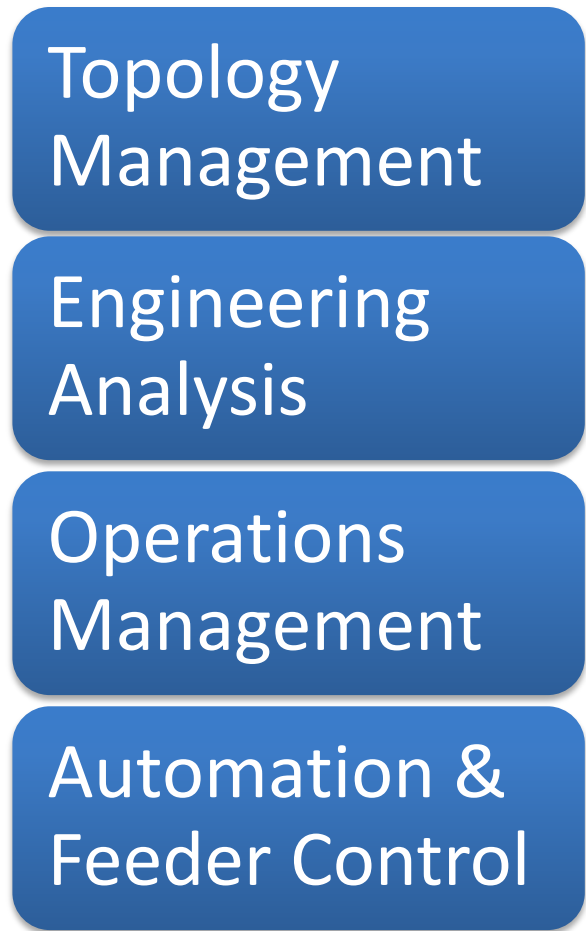 Topology
Management
Engineering
Analysis
Operations
Management
Automation &
Feeder Control